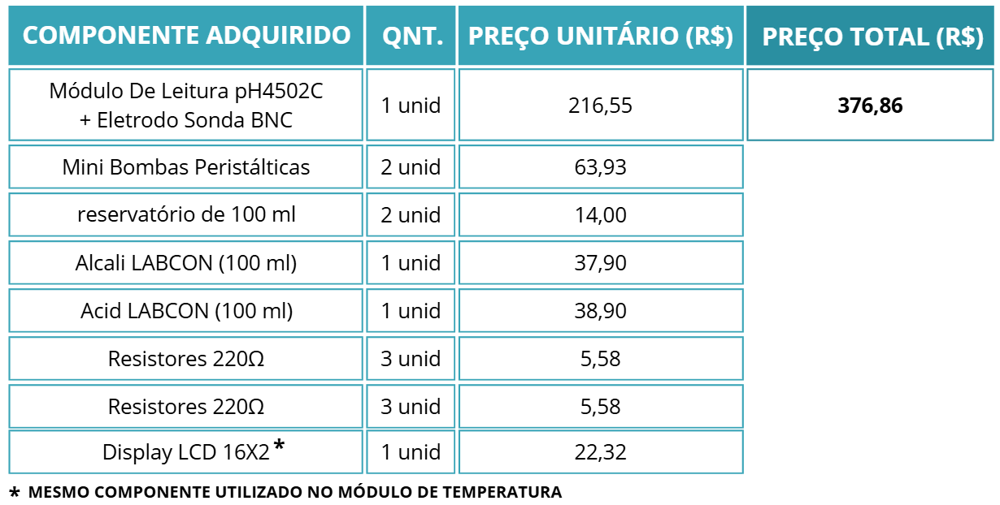 COMPONENTE ADQUIRIDO QNT. PREÇO UNITÁRIO (R$) PREÇO TOTAL (R$)
Módulo De Leitura pH4502C
+ Eletrodo Sonda BNC 1 unid 216,55 376,86
Mini Bombas Peristálticas 2 unid 63,93
reservatório de 100 ml 2 unid 14,00
Alcali LABCON (100 ml) 1 unid 37,90
Acid LABCON (100 ml) 1 unid 38,90
Resistores 220Ω 3 unid 5,58
Resistores 220Ω 3 unid 5,58
Display LCD 16X2* 1 unid 22,32
* MESMO COMPONENTE UTILIZADO NO MÓDULO DE TEMPERATURA